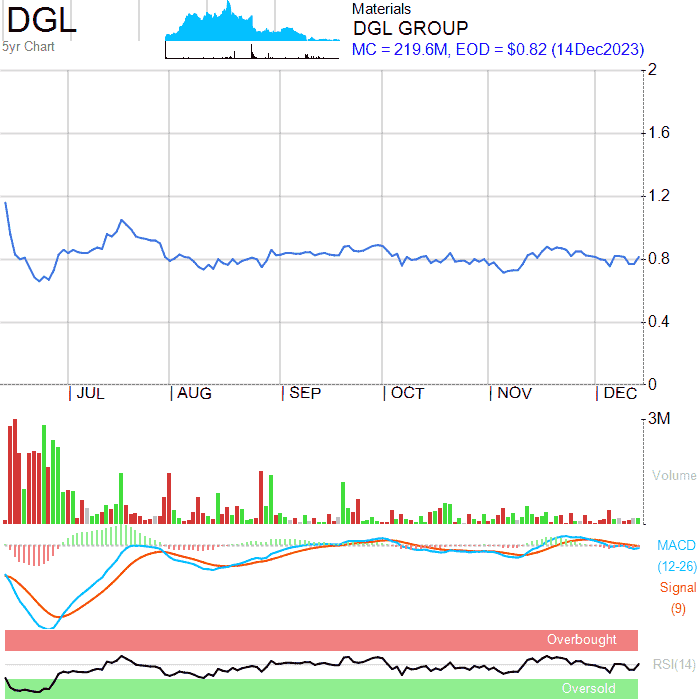 DGL
5yr Chart
Materials
DGL GROUP
MC = 219.6M, EOD = $0.82 (14Dec2023)
2
1.6
1.2
0.8
0.4
0
JUL AUG SEP OCT NOV DEC
3M
Volume
MACD
(12-26)
Signal
(9)
Overbought
RSI(14)
Oversold